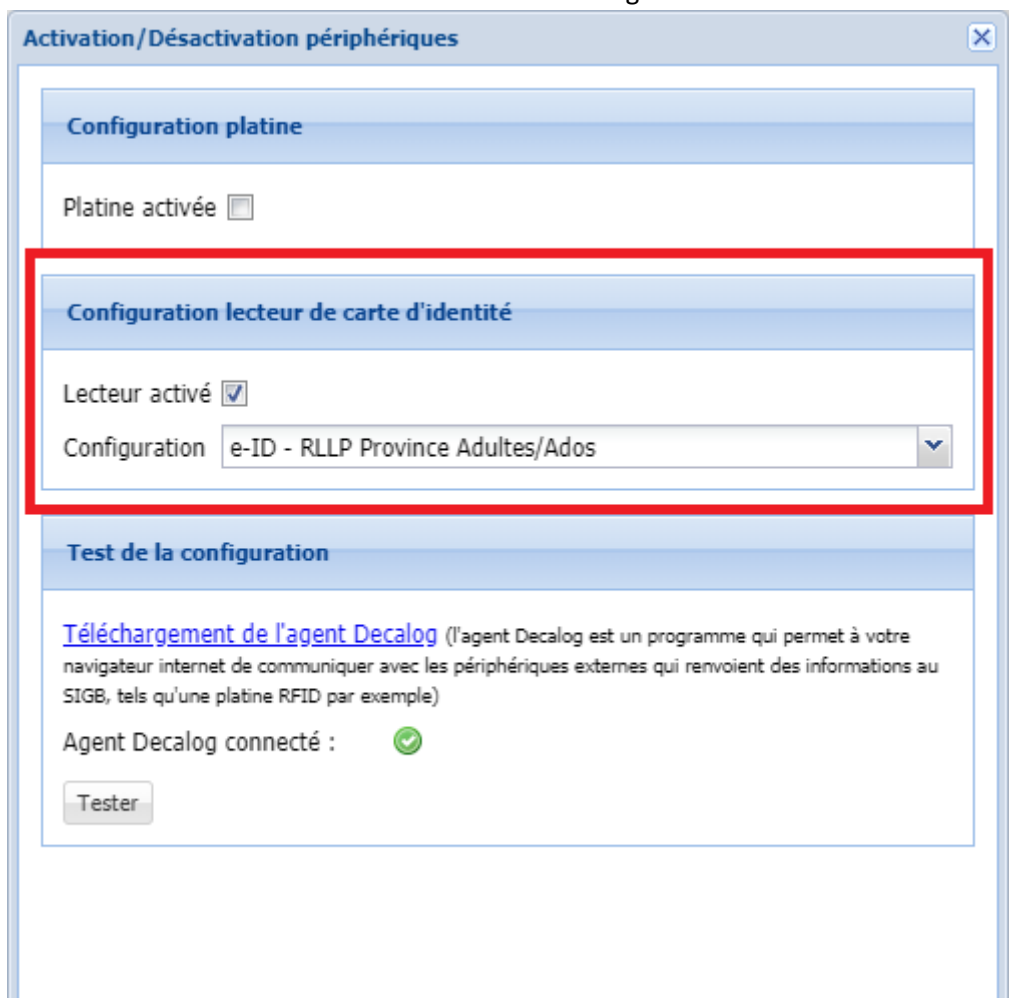 Activation/Désactivation périphériques
Configuration platine
Platine activée
Configuration lecteur de carte d'identité
Lecteur activé
Configuration e-ID - RLLP Province Adultes/Ados
Test de la configuration
Téléchargement de l'agent Decalog (l'agent Decalog est un programme qui permet à votre
navigateur internet de communiquer avec les périphériques externes qui renvoient des informations au
SIGB, tels qu'une platine RFID par exemple)
Agent Decalog connecté :
Tester